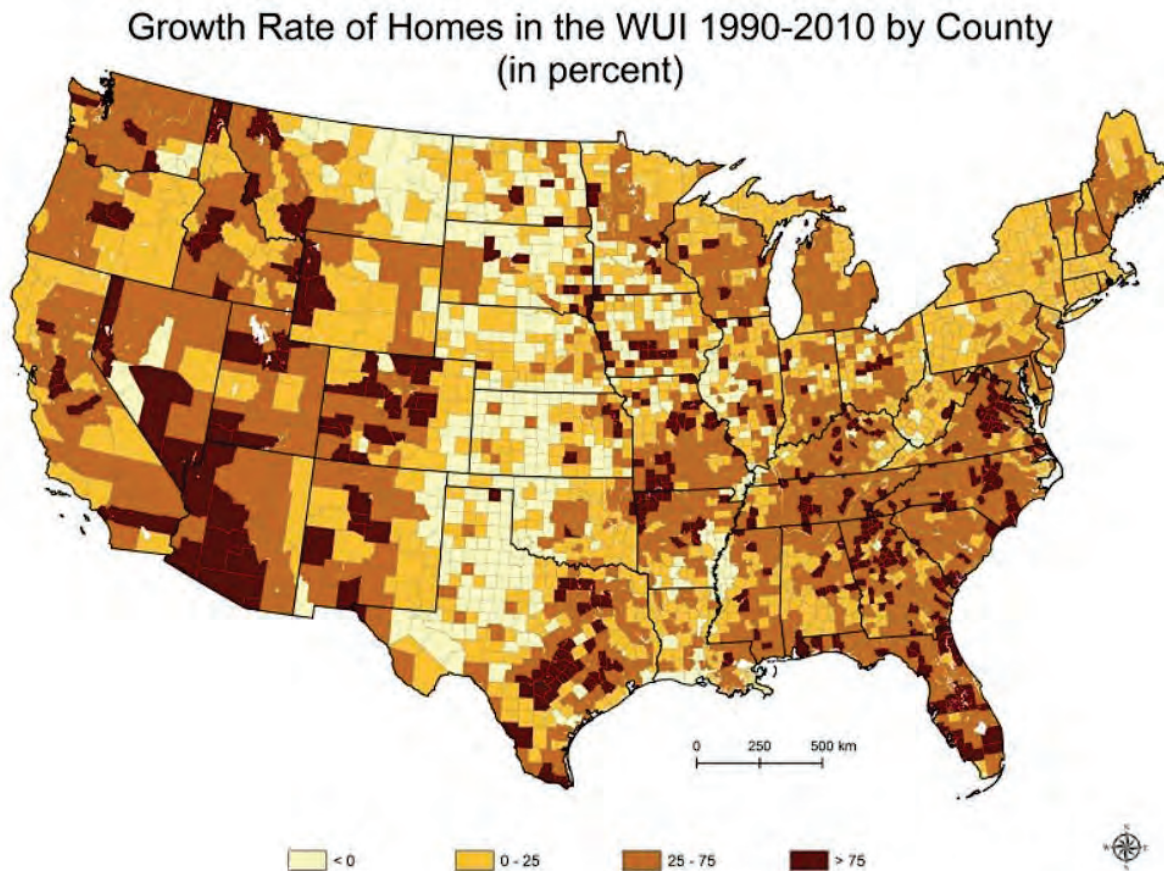 Growth Rate of Homes in the WUI 1990-2010 by County
(in percent)
0 250 500 km
< 0 0 - 25 25 - 75 > 75
N
W E
S